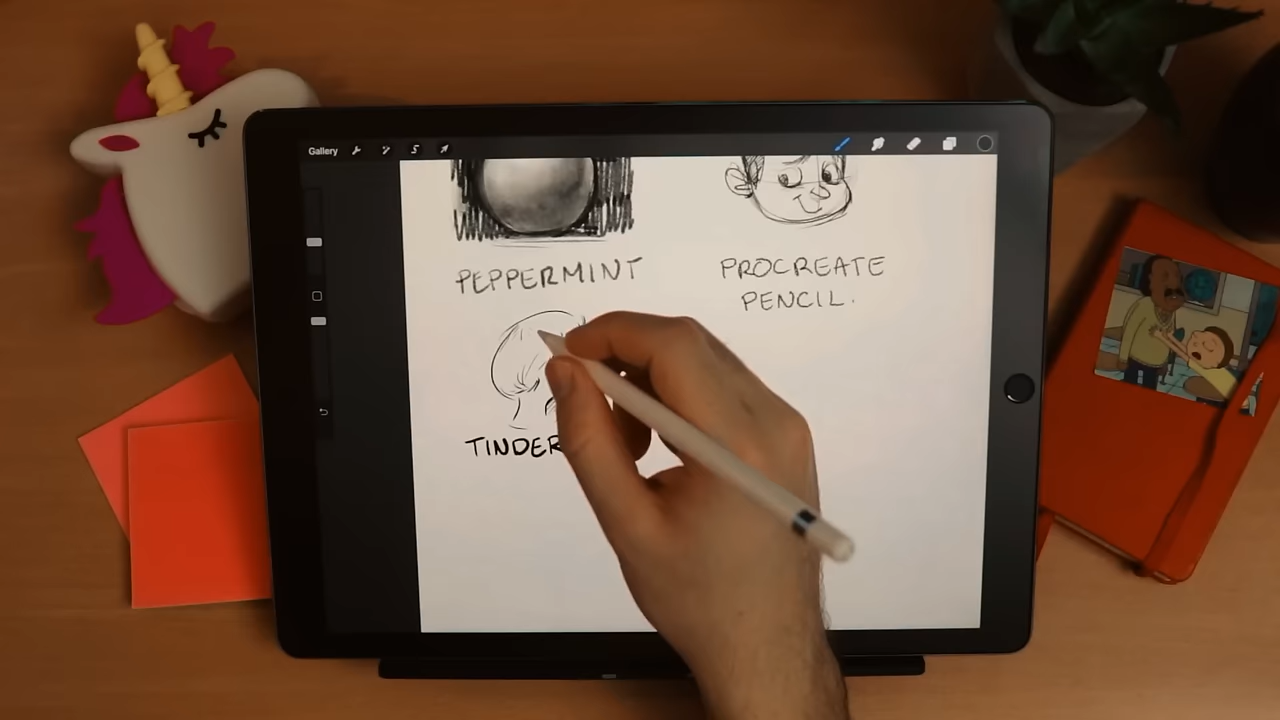 Gallery
PEPPERMINT
PROCREATE
PENCIL.
TINDER